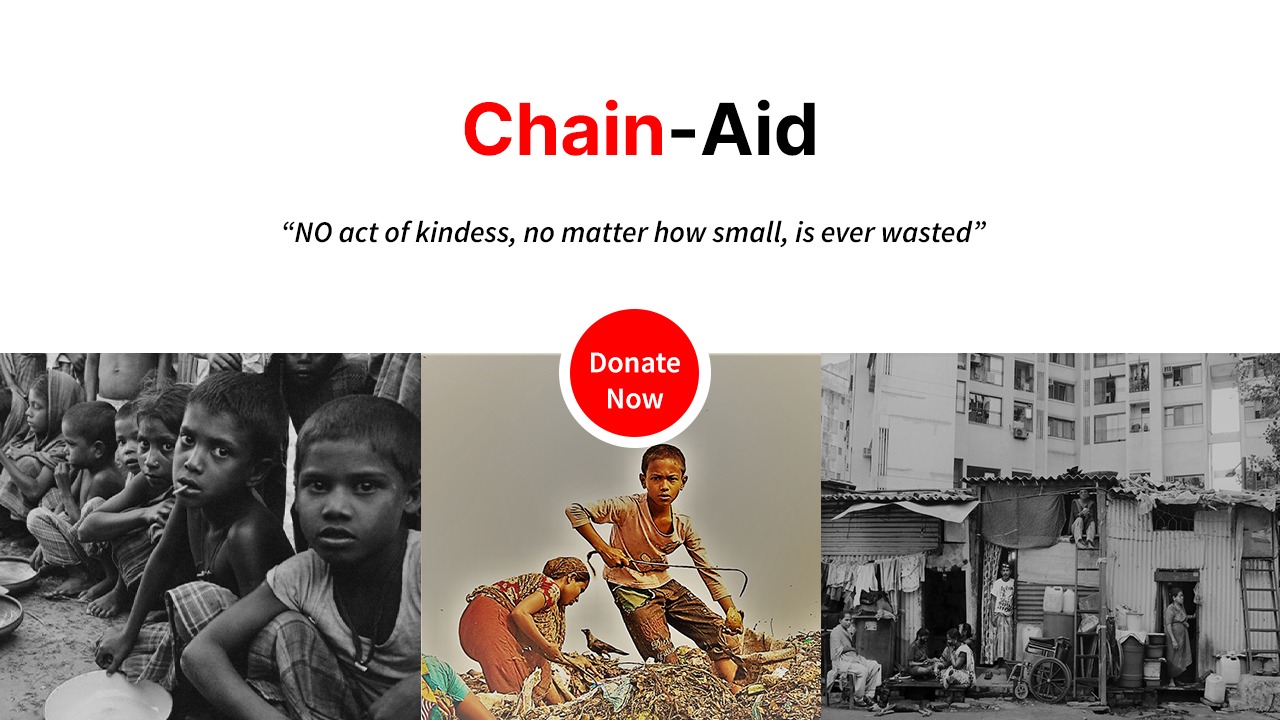 Chain-Aid
“NO act of kindess, no matter how small, is ever wasted”
Donate
Now